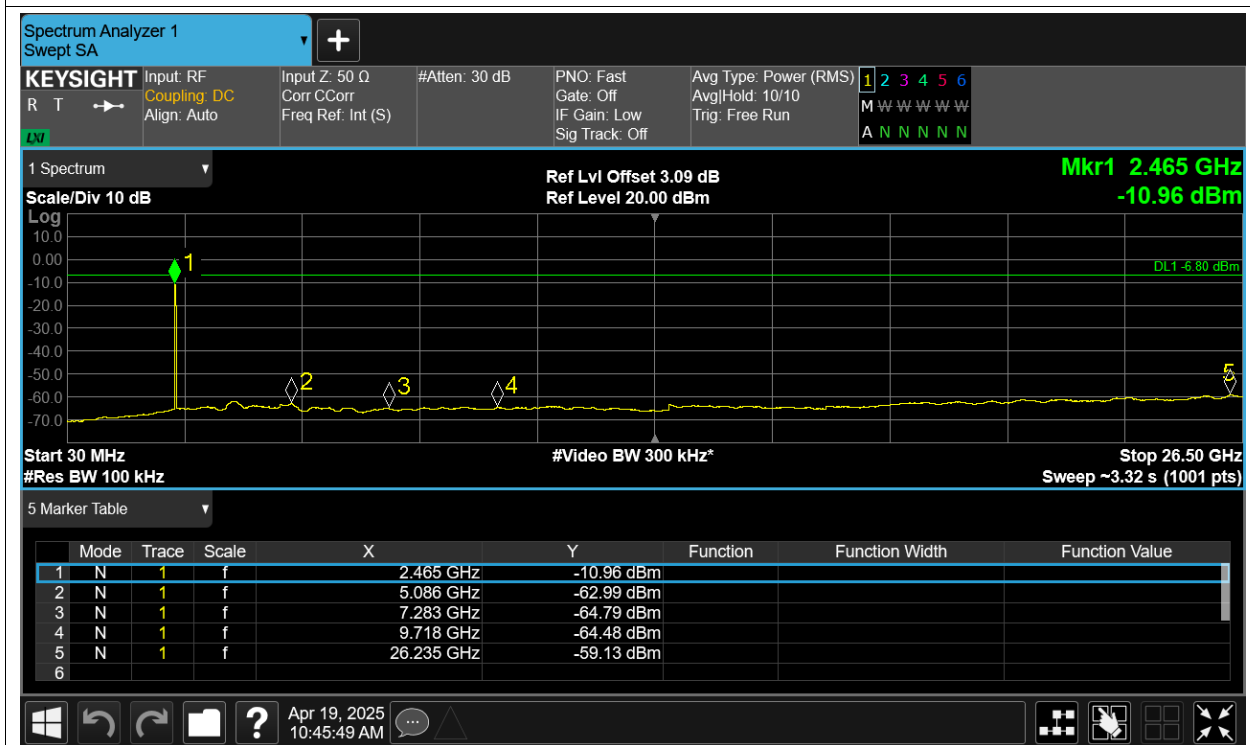 Spectrum Analyzer 1
Swept SA
+
KEYSIGHT
R T
LXI
Input: RF
Coupling: DC
Align: Auto
Input Z: 50 Ω
Corr CCorr
Freq Ref: Int (S)
#Atten: 30 dB
PNO: Fast
Gate: Off
IF Gain: Low
Sig Track: Off
Avg Type: Power (RMS)
Avg|Hold: 10/10
Trig: Free Run
1 2 3 4 5 6
M W W W W W
A N N N N N
1 Spectrum
Scale/Div 10 dB
Ref Lvl Offset 3.09 dB
Ref Level 20.00 dBm
Mkr1 2.465 GHz
-10.96 dBm
Log
10.0
0.00
-10.0
-20.0
-30.0
-40.0
-50.0
-60.0
-70.0
1
DL1 -6.80 dBm
2
3
4
5
Start 30 MHz
#Res BW 100 kHz
#Video BW 300 kHz*
Stop 26.50 GHz
Sweep ~3.32 s (1001 pts)
5 Marker Table
Mode Trace Scale X Y Function Function Width Function Value
1 N 1 f 2.465 GHz -10.96 dBm
2 N 1 f 5.086 GHz -62.99 dBm
3 N 1 f 7.283 GHz -64.79 dBm
4 N 1 f 9.718 GHz -64.48 dBm
5 N 1 f 26.235 GHz -59.13 dBm
6
?
Apr 19, 2025
10:45:49 AM